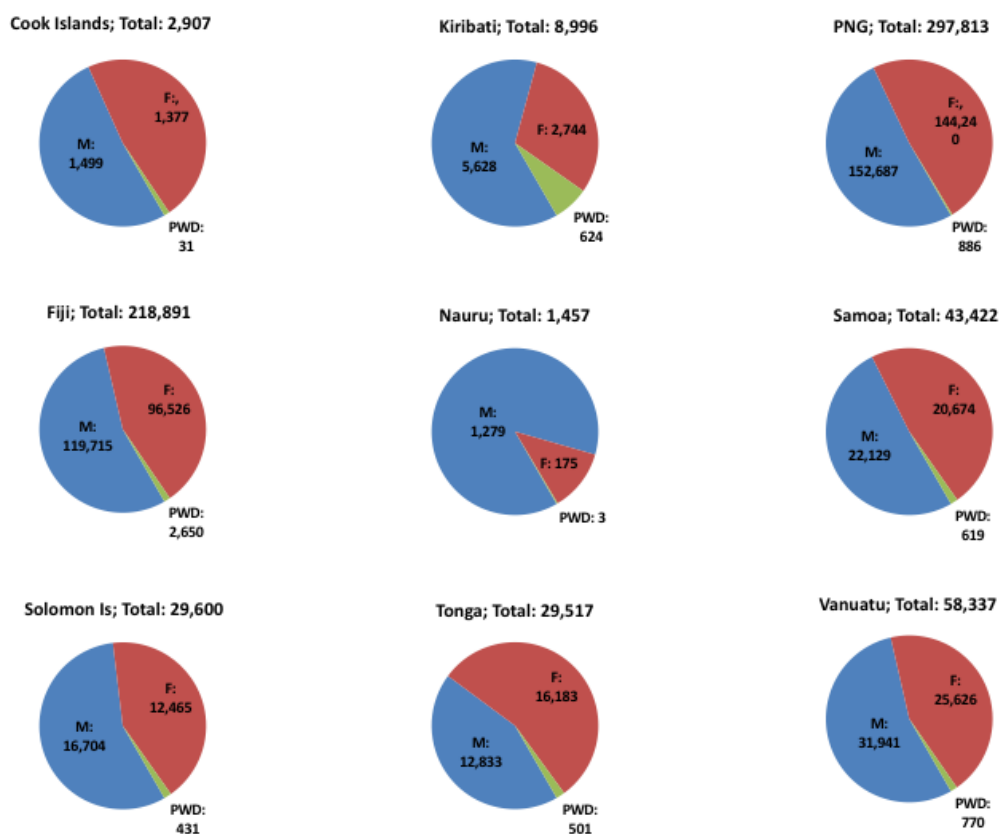 Cook Islands; Total: 2,907
F:,
1,377
M:
1,499
PWD:
31
Kiribati; Total: 8,996
F: 2,744
M:
5,628
PWD:
624
PNG; Total: 297,813
F:,
144,24
0
M:
152,687
PWD:
886
Fiji; Total: 218,891
F:
96,526
M:
119,715
PWD:
2,650
Nauru; Total: 1,457
M:
1,279
F: 175
PWD: 3
Samoa; Total: 43,422
F:
20,674
M:
22,129
PWD:
619
Solomon Is; Total: 29,600
F:
12,465
M:
16,704
PWD:
431
Tonga; Total: 29,517
F:
16,183
M:
12,833
PWD:
501
Vanuatu; Total: 58,337
F:
25,626
M:
31,941
PWD:
770